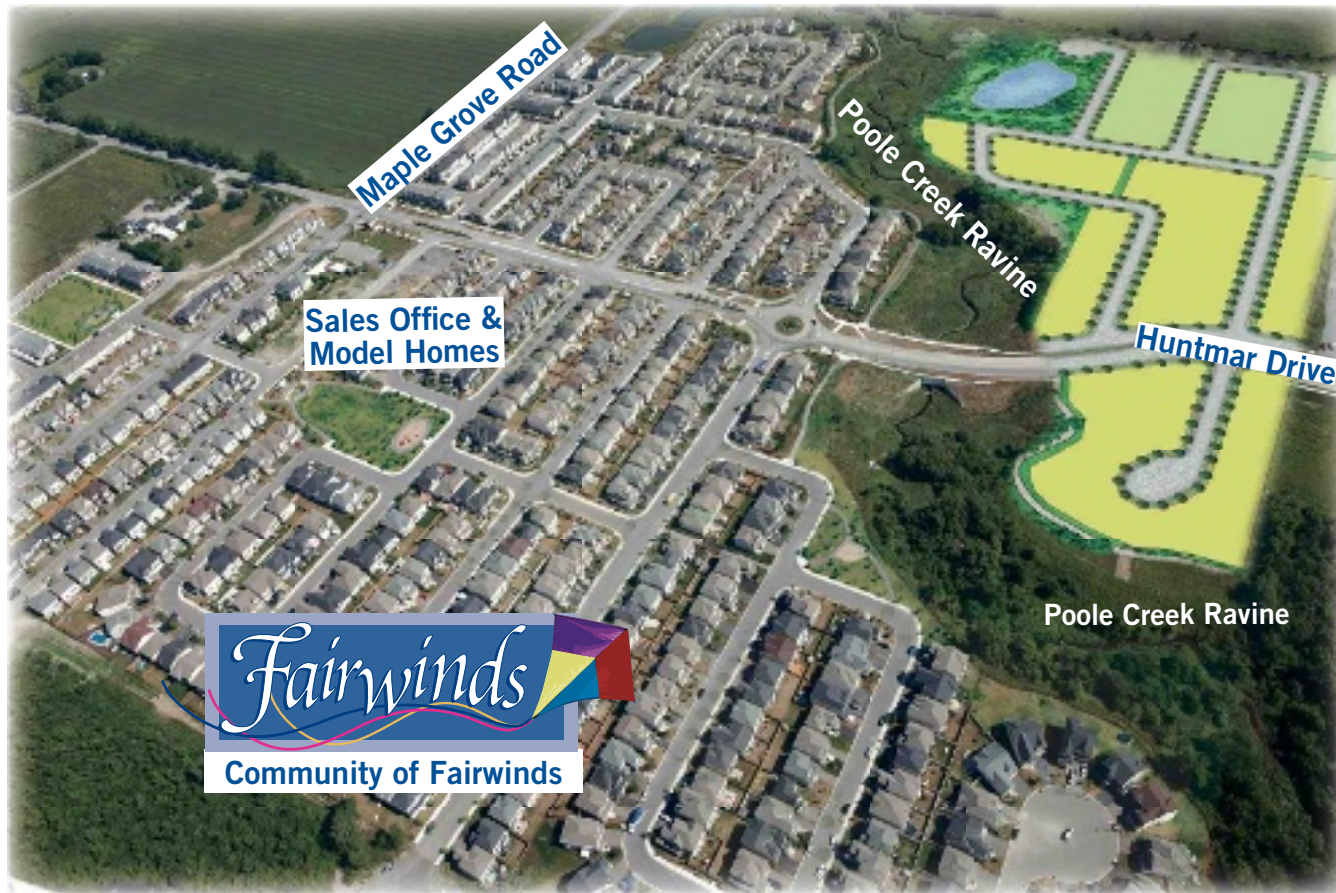 Maple Grove Road
Poole Creek Ravine
Sales Office &
Model Homes
Huntmar Drive
Poole Creek Ravine
Fairwinds
Community of Fairwinds